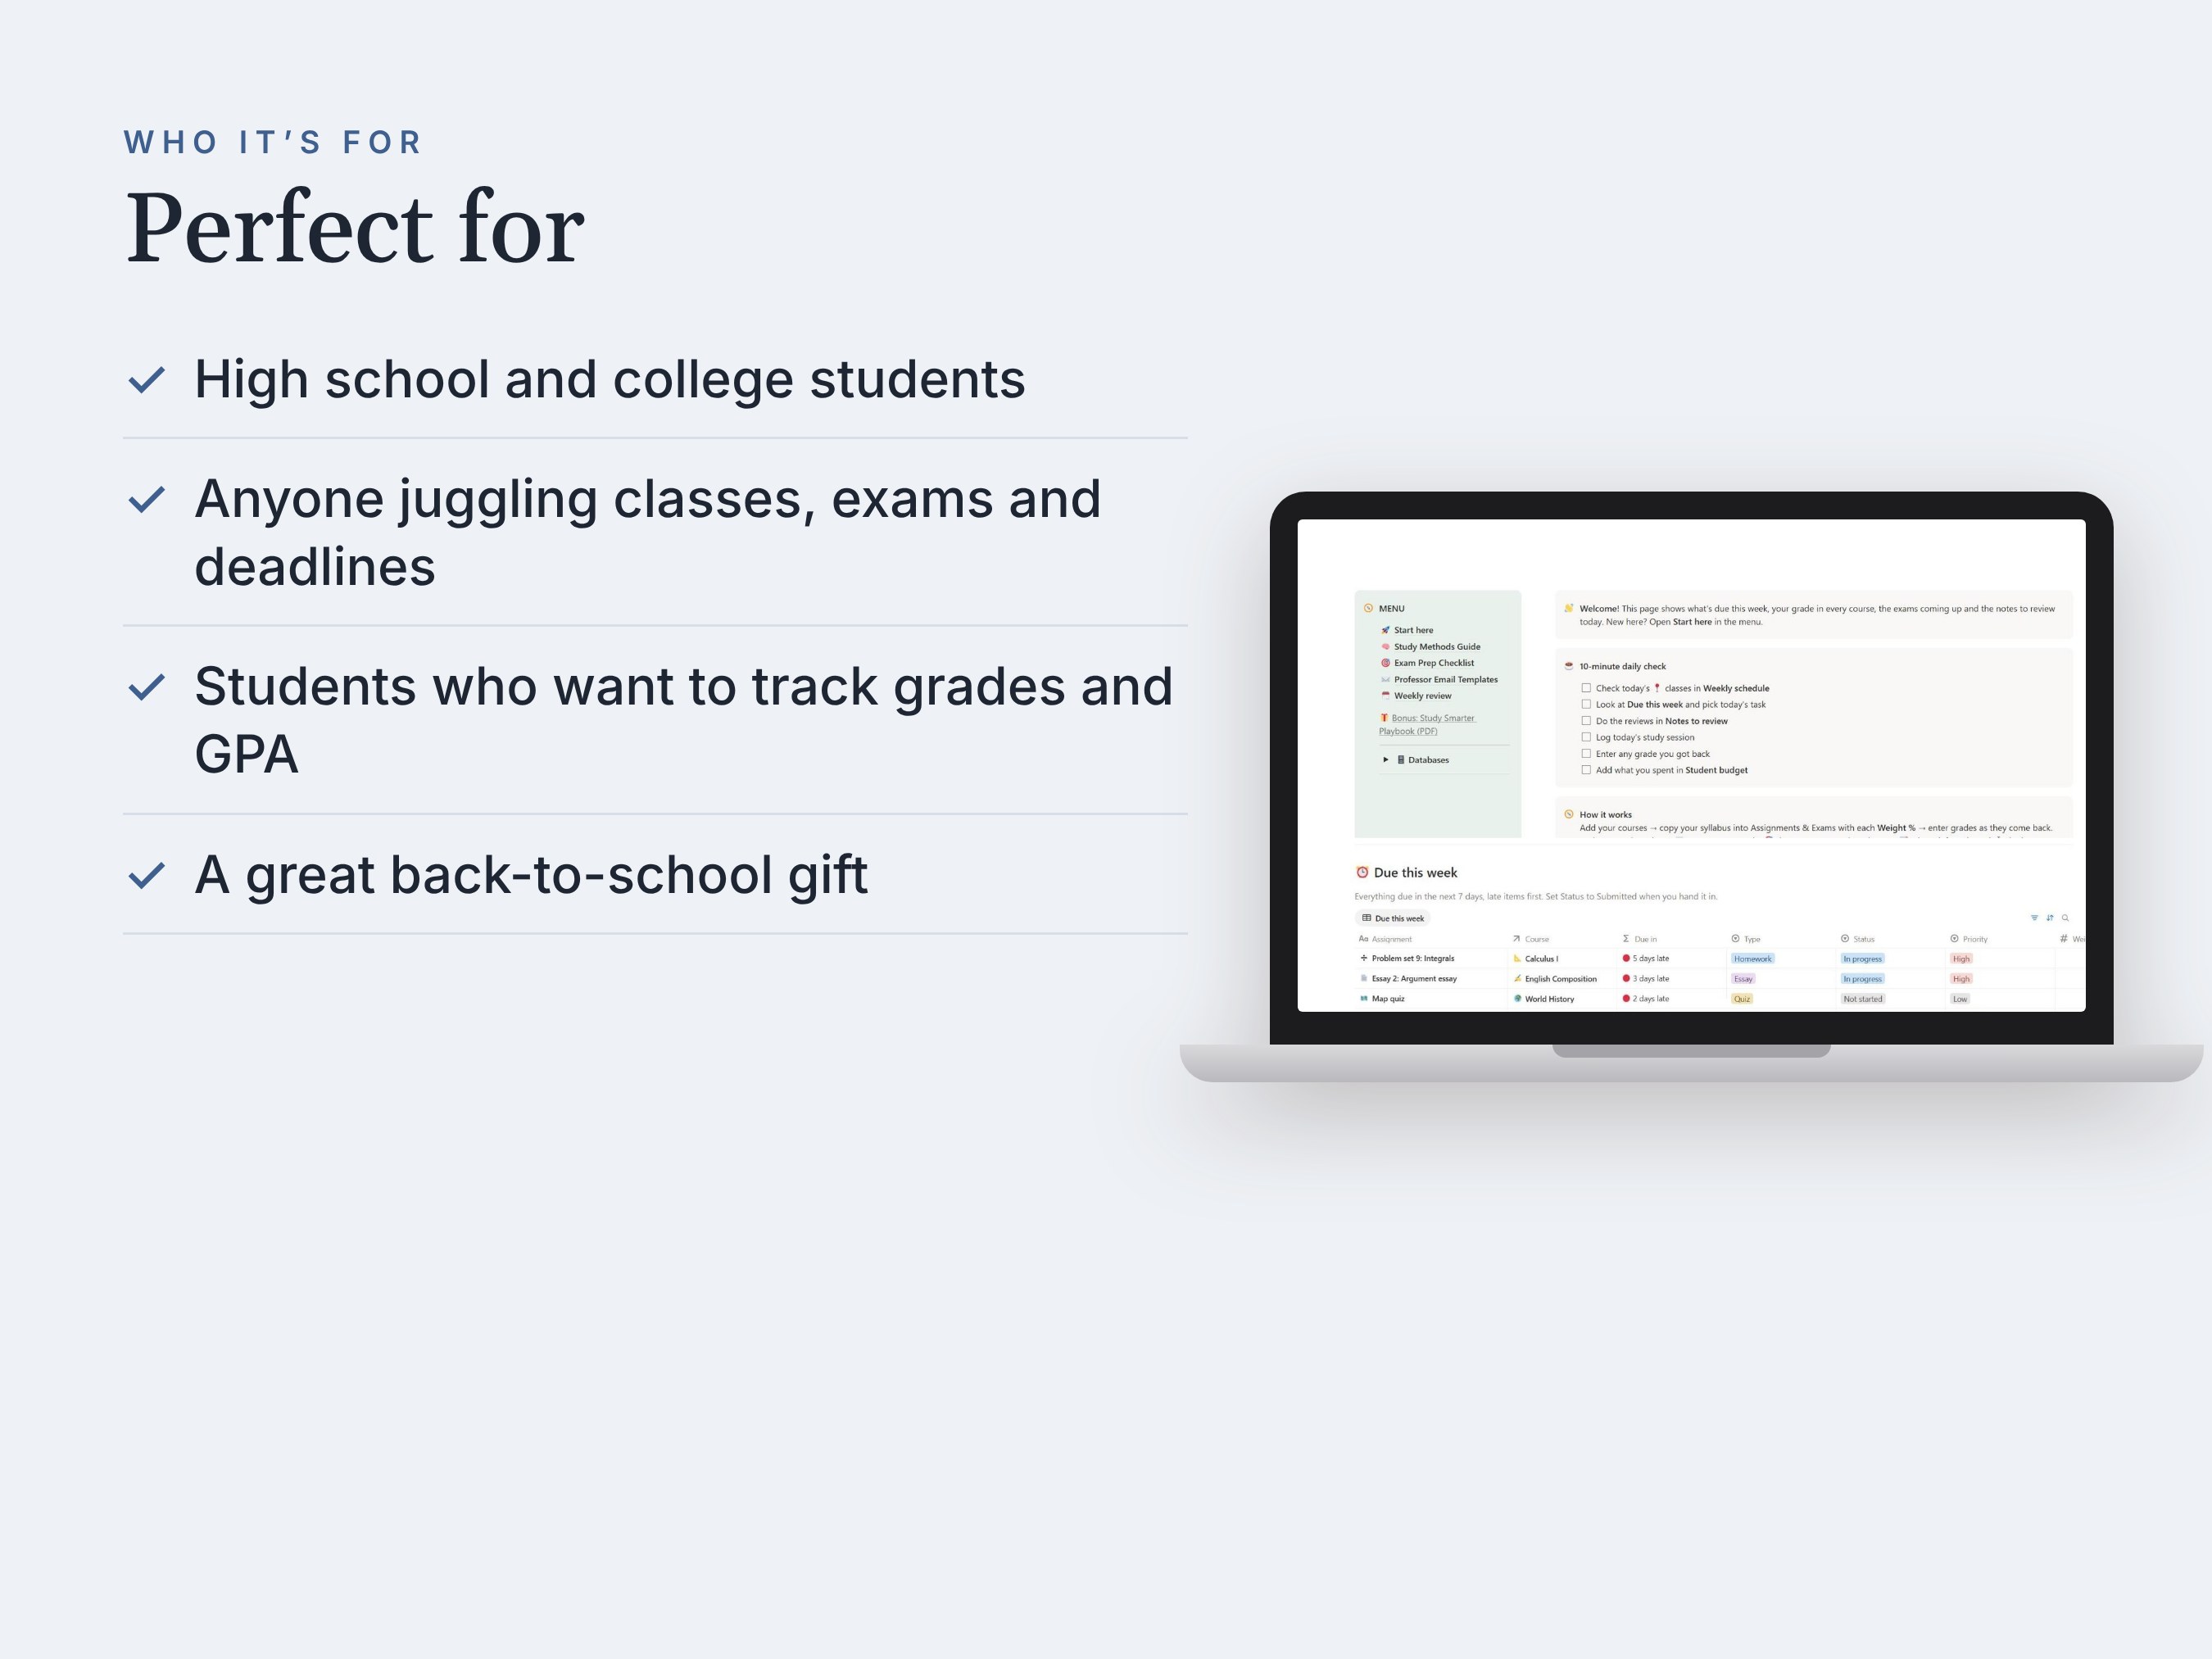 WHO IT’S FOR
Perfect for
High school and college students
Anyone juggling classes, exams and
deadlines
Students who want to track grades and
GPA
A great back-to-school gift
MENU
Start here
Study Methods Guide
Exam Prep Checklist
Professor Email Templates
Weekly review
Bonus: Study Smarter
Playbook (PDF)
Databases
Welcome! This page shows what's due this week, your grade in every course, the exams coming up and the notes to review
today. New here? Open Start here in the menu.
10-minute daily check
Check today's classes in Weekly schedule
Look at Due this week and pick today's task
Do the reviews in Notes to review
Log today's study session
Enter any grade you got back
Add what you spent in Student budget
How it works
Add your courses → copy your syllabus into Assignments & Exams with each Weight % → enter grades as they come back.
Due this week
Everything due in the next 7 days, late items first. Set Status to Submitted when you hand it in.
Due this week
Aa Assignment Course Due in Type Status Priority # Wei
Problem set 9: Integrals Calculus I 5 days late Homework In progress High
Essay 2: Argument essay English Composition 3 days late Essay In progress High
Map quiz World History 2 days late Quiz Not started Low